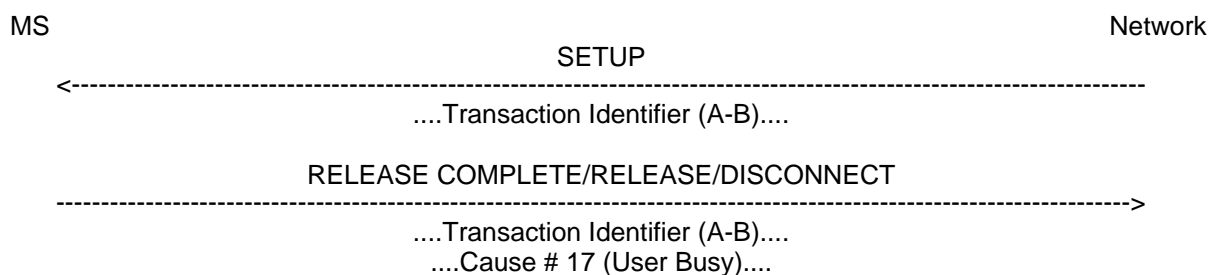 MS Network
SETUP
<-----------------------------------------------------------------------------------------------------------------------
....Transaction Identifier (A-B)....
RELEASE COMPLETE/RELEASE/DISCONNECT
----------------------------------------------------------------------------------------------------------------------->
....Transaction Identifier (A-B)....
....Cause # 17 (User Busy)....